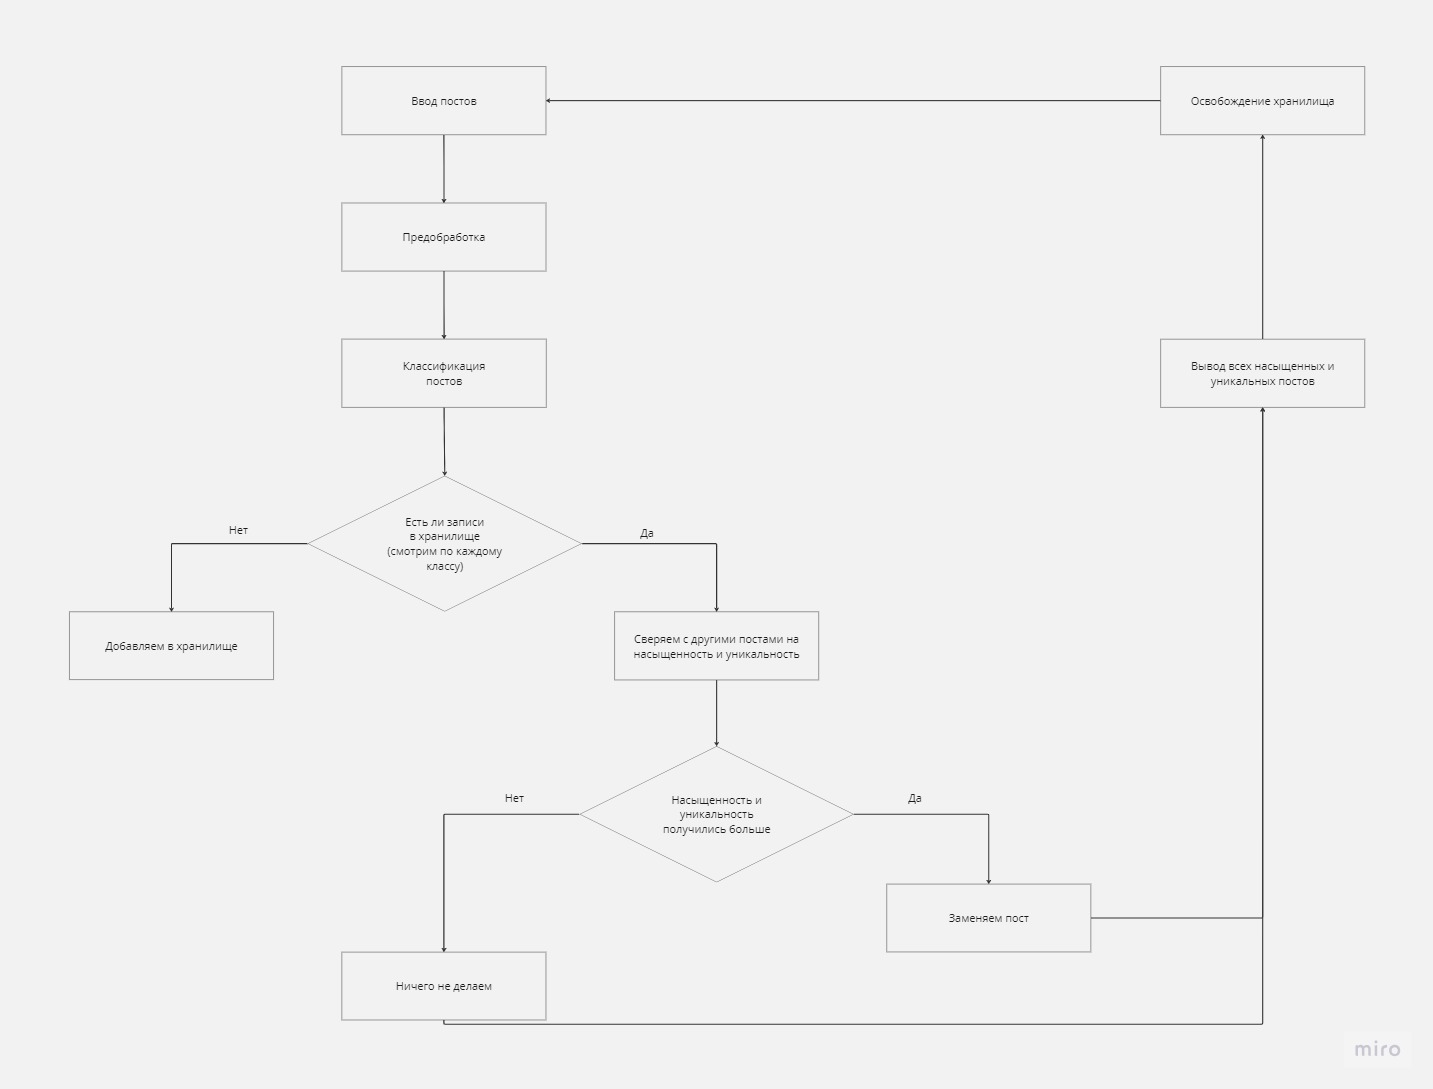 Ввод постов
Освобождение хранилища
Предобработка
Классификация
постов
Вывод всех насыщенных и
уникальных постов
Есть ли записи
в хранилище
(смотрим по каждому
классу)
Нет
Да
Добавляем в хранилище
Сверяем с другими постами на
насыщенность и уникальность
Насыщенность и
уникальность
получились больше
Нет
Да
Заменяем пост
Ничего не делаем
miro